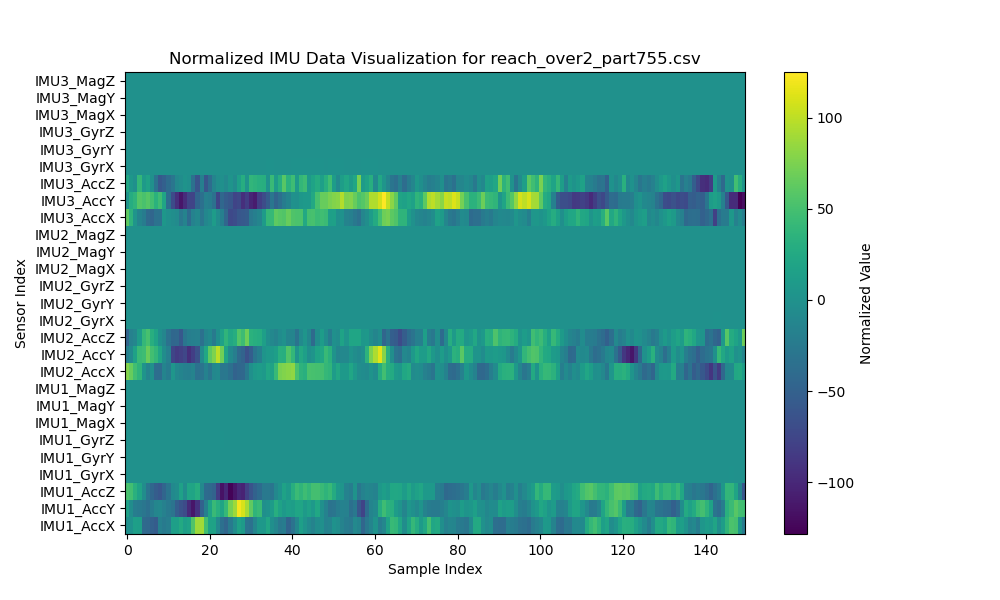 Normalized IMU Data Visualization for reach_over2_part755.csv
IMU3_MagZ
IMU3_MagY
IMU3_MagX
IMU3_GyrZ
IMU3_GyrY
IMU3_GyrX
IMU3_AccZ
IMU3_AccY
IMU3_AccX
IMU2_MagZ
IMU2_MagY
IMU2_MagX
IMU2_GyrZ
IMU2_GyrY
IMU2_GyrX
IMU2_AccZ
IMU2_AccY
IMU2_AccX
IMU1_MagZ
IMU1_MagY
IMU1_MagX
IMU1_GyrZ
IMU1_GyrY
IMU1_GyrX
IMU1_AccZ
IMU1_AccY
IMU1_AccX
Sensor Index
0 20 40 60 80 100 120 140
Sample Index
100
50
0
−50
−100
Normalized Value